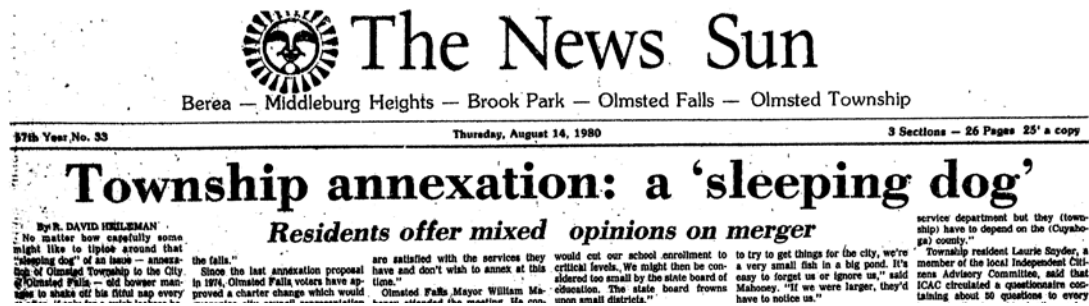 The News Sun
Berea — Middleburg Heights — Brook Park — Olmsted Falls — Olmsted Township
57th Year, No. 33
Thursday, August 14, 1980
3 Sections — 26 Pages 25' a copy
Township annexation: a 'sleeping dog'
Residents offer mixed opinions on merger
By R. DAVID HEILEMAN
No matter how carefully some
might like to tiptoe around that
"sleeping dog" of an issue — annexa-
tion of Olmsted Township to the City
of Olmsted Falls — old bowser man-
ages to shake off his fitful nap every
the falls."
Since the last annexation proposal
in 1974, Olmsted Falls voters have ap-
proved a charter change which would
are satisfied with the services they
have and don't wish to annex at this
time."
Olmsted Falls Mayor William Ma-
would cut our school enrollment to
critical levels. We might then be con-
sidered too small by the state board of
education. The state board frowns
upon small districts."
to try to get things for the city, we're
a very small fish in a big pond. It's
easy to forget us or ignore us," said
Mahoney. "If we were larger, they'd
have to notice us."
service department but they (town-
ship) have to depend on the (Cuyaho-
ga) county."
Township resident Laurie Snyder, a
member of the local Independent Citi-
zens Advisory Committee, said that
ICAC circulated a questionnaire con-
taining about 10 questions to every